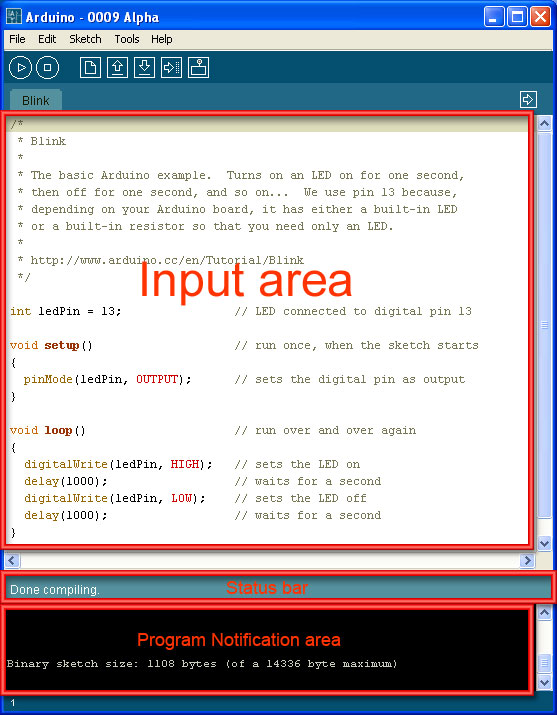 Arduino - 0009 Alpha
File Edit Sketch Tools Help
Blink
/*
* Blink
*
* The basic Arduino example.  Turns on an LED on for one second,
* then off for one second, and so on...  We use pin 13 because,
* depending on your Arduino board, it has either a built-in LED
* or a built-in resistor so that you need only an LED.
*
* http://www.arduino.cc/en/Tutorial/Blink
*/
Input area
int ledPin = 13; // LED connected to digital pin 13
void setup() // run once, when the sketch starts
{
pinMode(ledPin, OUTPUT); // sets the digital pin as output
}
void loop() // run over and over again
{
digitalWrite(ledPin, HIGH); // sets the LED on
delay(1000); // waits for a second
digitalWrite(ledPin, LOW); // sets the LED off
delay(1000); // waits for a second
}
Done compiling. Status bar
Program Notification area
Binary sketch size: 1108 bytes (of a 14336 byte maximum)
1